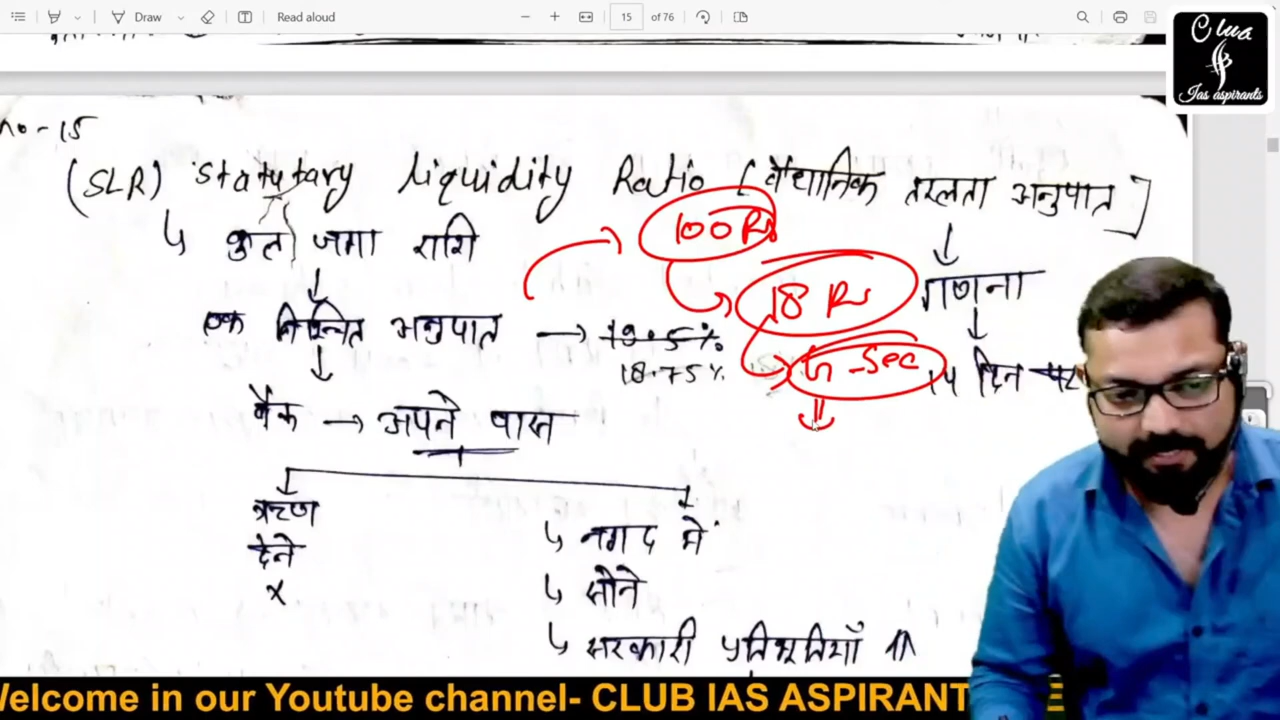 Draw
Read aloud
15 of 76
Club
Ias aspirants
no-15
(SLR) Statutary liquidity Ratio [वैधानिक तरलता अनुपात]
↳ कुल जमा राशि
100 Rs
18 Rs
गणना
एक निश्चित अनुपात → 19.5%
18.75%
G-Sec
14 दिन पर
बैंक → अपने पास
ऋण
देने
x
↳ नगद में
↳ सोने
↳ सरकारी प्रतिभूतियाँ
Welcome in our Youtube channel- CLUB IAS ASPIRANT